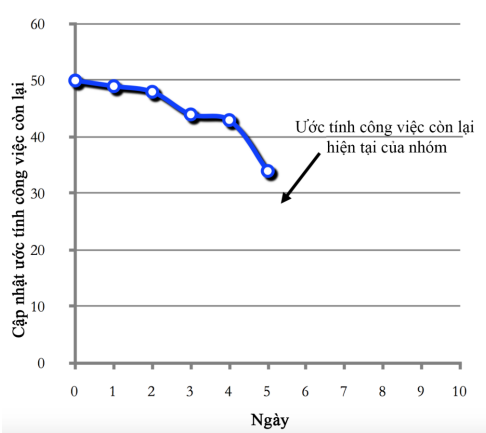 Cập nhật ước tính công việc còn lại
60
50
40
30
20
10
0
Ước tính công việc còn lại
hiện tại của nhóm
0 1 2 3 4 5 6 7 8 9 10
Ngày